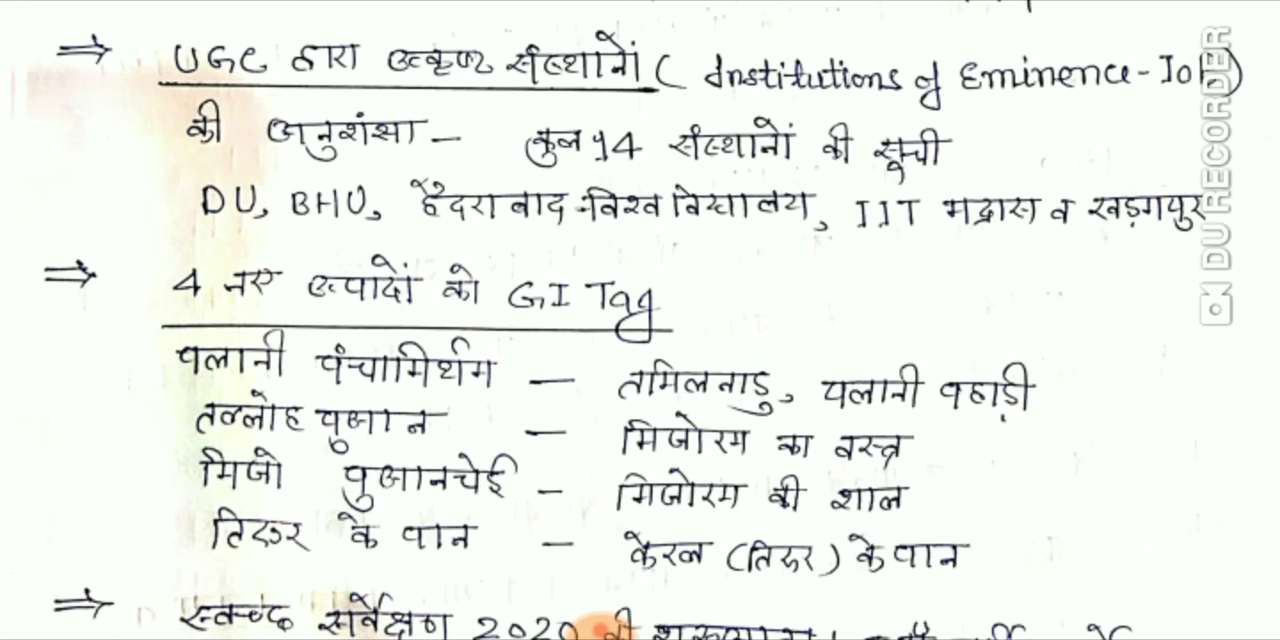 ⇒ UGC द्वारा उत्कृष्ट संस्थानों ( Institutions of Eminence - IoE)
की अनुशंसा - कुल 14 संस्थानों की सूची
DU, BHU, हैदराबाद विश्वविद्यालय, IIT मद्रास व खड़गपुर
⇒ 4 नए उत्पादों को GI Tag
पलानी पंचामिर्थम - तमिलनाडु, पलानी पहाड़ी
तल्लोह पुआन - मिजोरम का वस्त्र
मिजो पुआनचेई - मिजोरम की शाल
तिरुर के पान - केरल (तिरुर) के पान
⇒ स्वच्छ सर्वेक्षण 2020 की
DU RECORDER